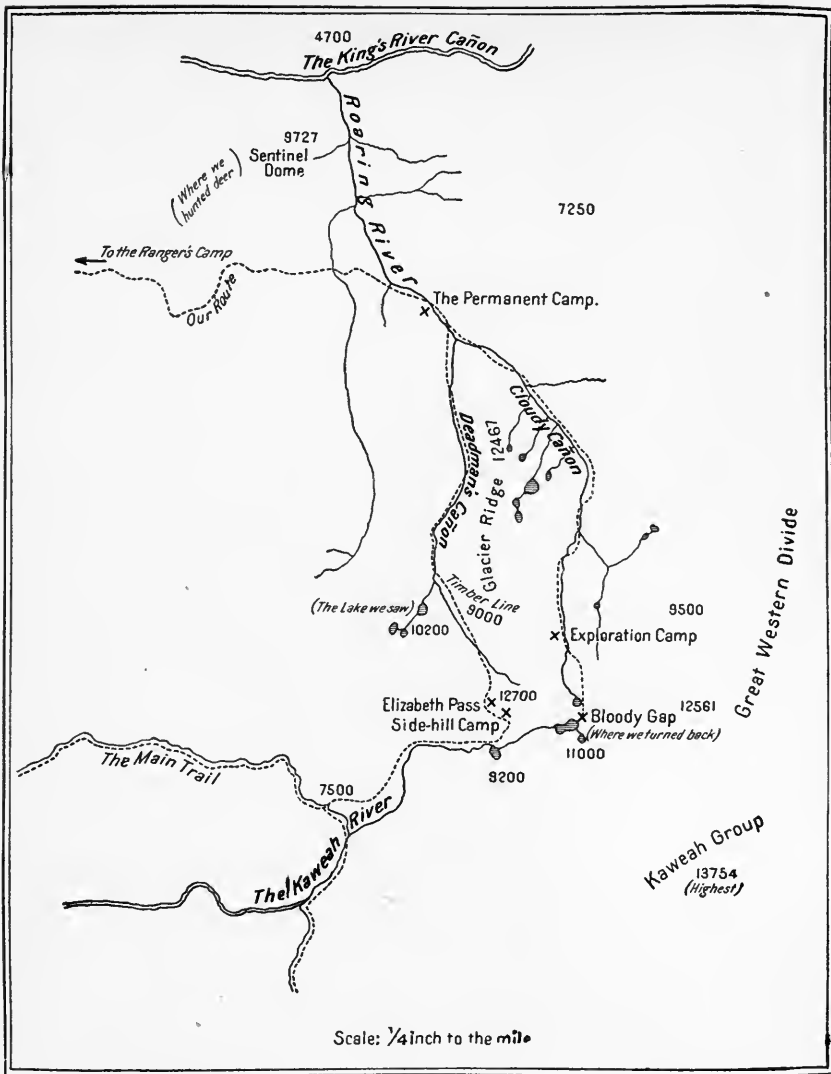 4700
The King's River Cañon
Roaring River
9727
Sentinel
Dome
(Where we
hunted deer)
7250
To the Ranger's Camp
Our Route
The Permanent Camp.
Cloudy Cañon
Deadman's Cañon
12467
Glacier Ridge
Great Western Divide
Timber Line
9000
(The Lake we saw)
10200
9500
Exploration Camp
Elizabeth Pass
12700
Side-hill Camp
12561
Bloody Gap
(Where we turned back)
11000
9200
The Main Trail
7500
The Kaweah River
Kaweah Group
13754
(Highest)
Scale: 1/4 inch to the mile